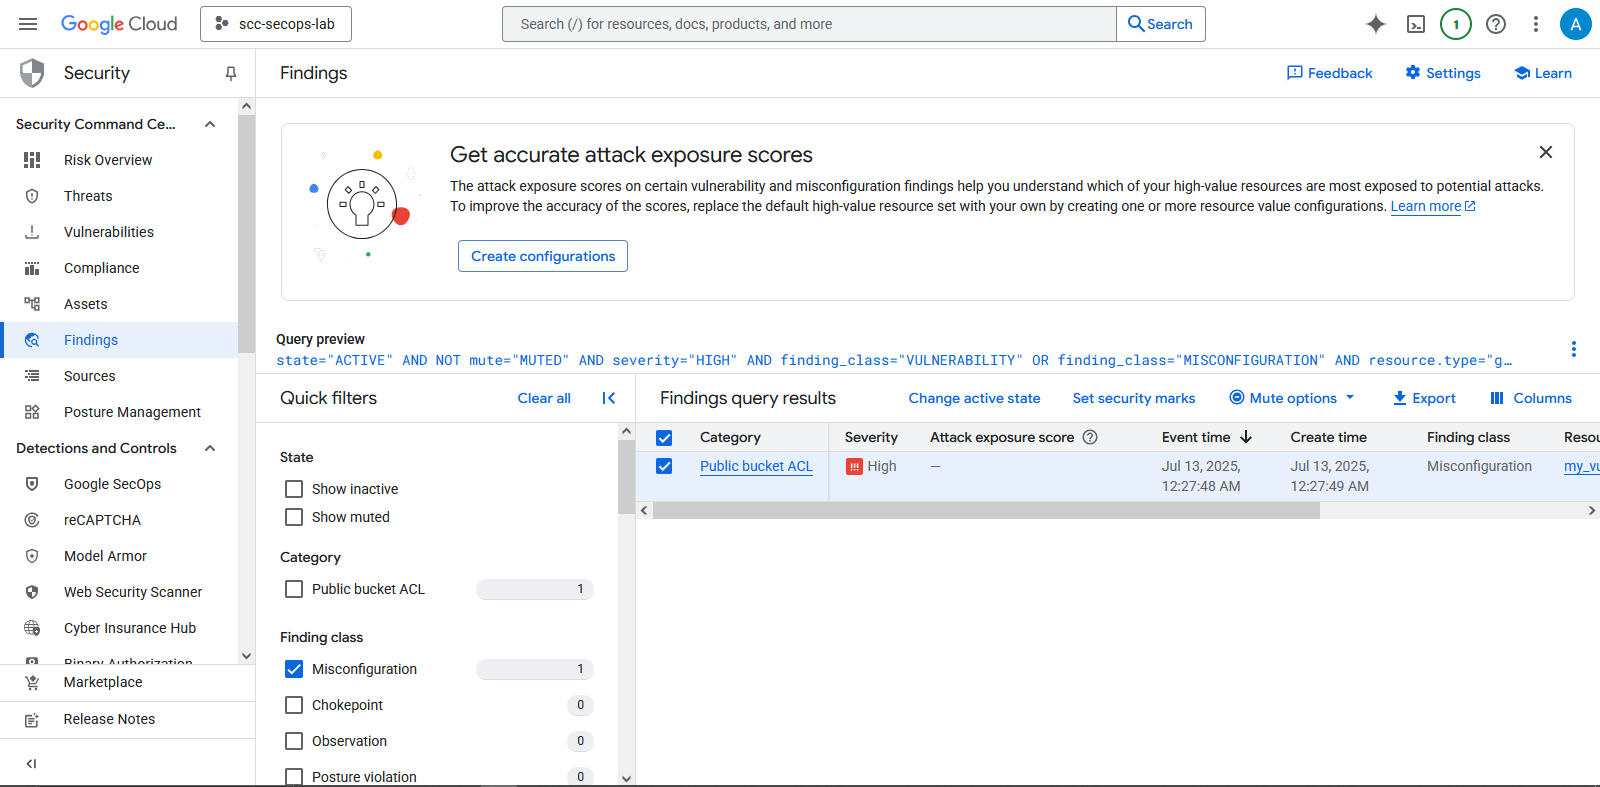 Google Cloud
scc-secops-lab
Search (/) for resources, docs, products, and more
Search
1
A
Security
Findings
Feedback
Settings
Learn
Security Command Ce...
Risk Overview
Threats
Vulnerabilities
Compliance
Assets
Findings
Sources
Posture Management
Detections and Controls
Google SecOps
reCAPTCHA
Model Armor
Web Security Scanner
Cyber Insurance Hub
Binary Authorization
Marketplace
Release Notes
Get accurate attack exposure scores
The attack exposure scores on certain vulnerability and misconfiguration findings help you understand which of your high-value resources are most exposed to potential attacks.
To improve the accuracy of the scores, replace the default high-value resource set with your own by creating one or more resource value configurations. Learn more
Create configurations
Query preview
state="ACTIVE" AND NOT mute="MUTED" AND severity="HIGH" AND finding_class="VULNERABILITY" OR finding_class="MISCONFIGURATION" AND resource.type="g…
Quick filters
Clear all
State
Show inactive
Show muted
Category
Public bucket ACL 1
Finding class
Misconfiguration 1
Chokepoint 0
Observation 0
Posture violation 0
Findings query results
Change active state
Set security marks
Mute options
Export
Columns
Category Severity Attack exposure score Event time Create time Finding class Resou
Public bucket ACL High — Jul 13, 2025, Jul 13, 2025, Misconfiguration my_vu
12:27:48 AM 12:27:49 AM